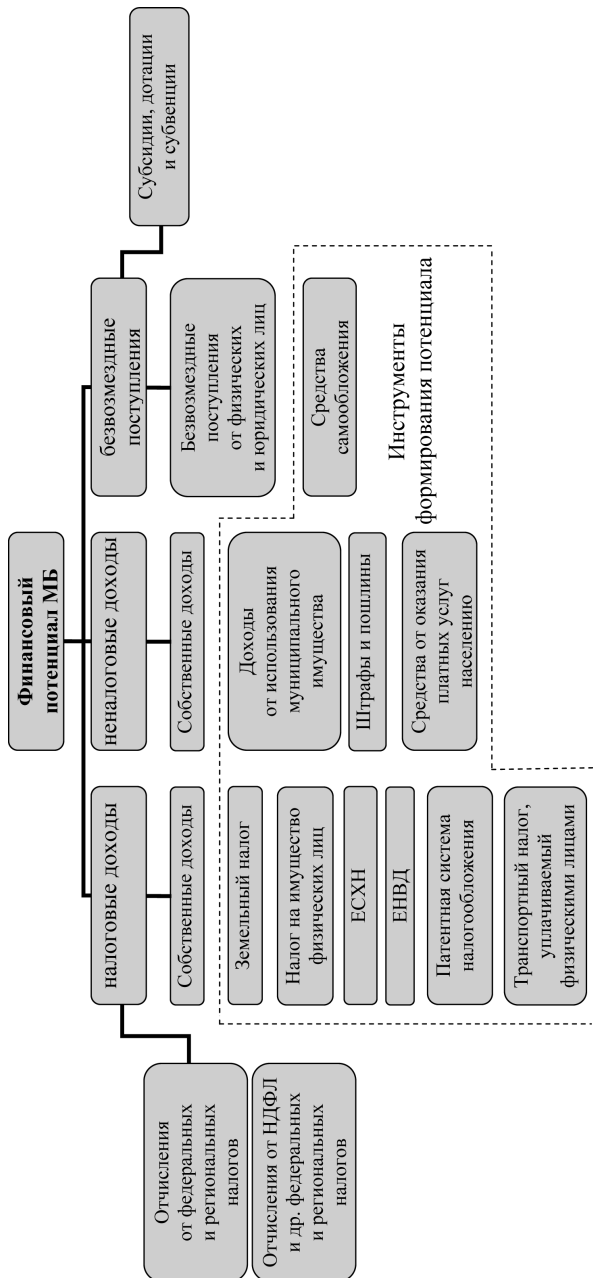 Финансовый
потенциал МБ
налоговые доходы
неналоговые доходы
безвозмездные
поступления
Отчисления
от федеральных
и региональных
налогов
Отчисления от НДФЛ
и др. федеральных
и региональных
налогов
Собственные доходы
Земельный налог
Налог на имущество
физических лиц
ЕСХН
ЕНВД
Патентная система
налогообложения
Транспортный налог,
уплачиваемый
физическими лицами
Собственные доходы
Доходы
от использования
муниципального
имущества
Штрафы и пошлины
Средства от оказания
платных услуг
населению
Безвозмездные
поступления
от физических
и юридических лиц
Средства
самообложения
Инструменты
формирования потенциала
Субсидии, дотации
и субвенции